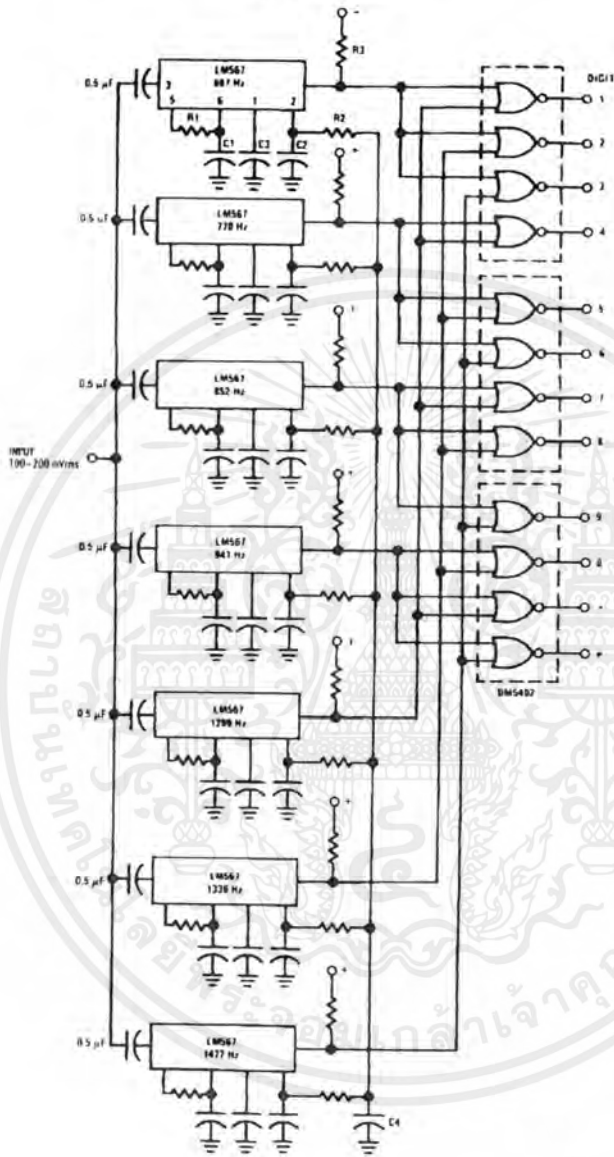 R3
LM567
697 Hz
3
5 6 1 2
0.5 µF
R1
C1
C3
C2
R2
+
LM567
770 Hz
0.5 µF
+
LM567
852 Hz
0.5 µF
INPUT
100-200 mVrms
+
LM567
941 Hz
0.5 µF
+
LM567
1209 Hz
0.5 µF
+
LM567
1336 Hz
0.5 µF
+
LM567
1477 Hz
0.5 µF
C4
DIGIT
1
2
3
4
5
6
7
8
9
0
DM5402